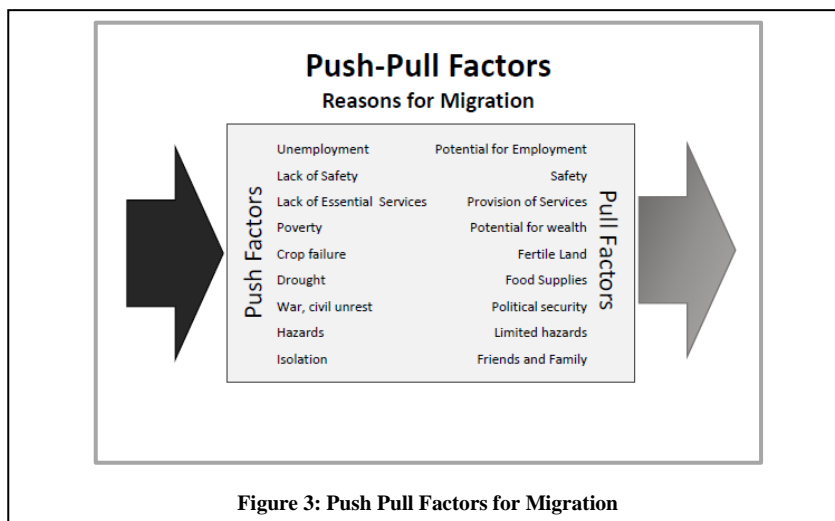 Push-Pull Factors
Reasons for Migration
Push Factors
Unemployment
Lack of Safety
Lack of Essential Services
Poverty
Crop failure
Drought
War, civil unrest
Hazards
Isolation
Potential for Employment
Safety
Provision of Services
Potential for wealth
Fertile Land
Food Supplies
Political security
Limited hazards
Friends and Family
Pull Factors
Figure 3: Push Pull Factors for Migration